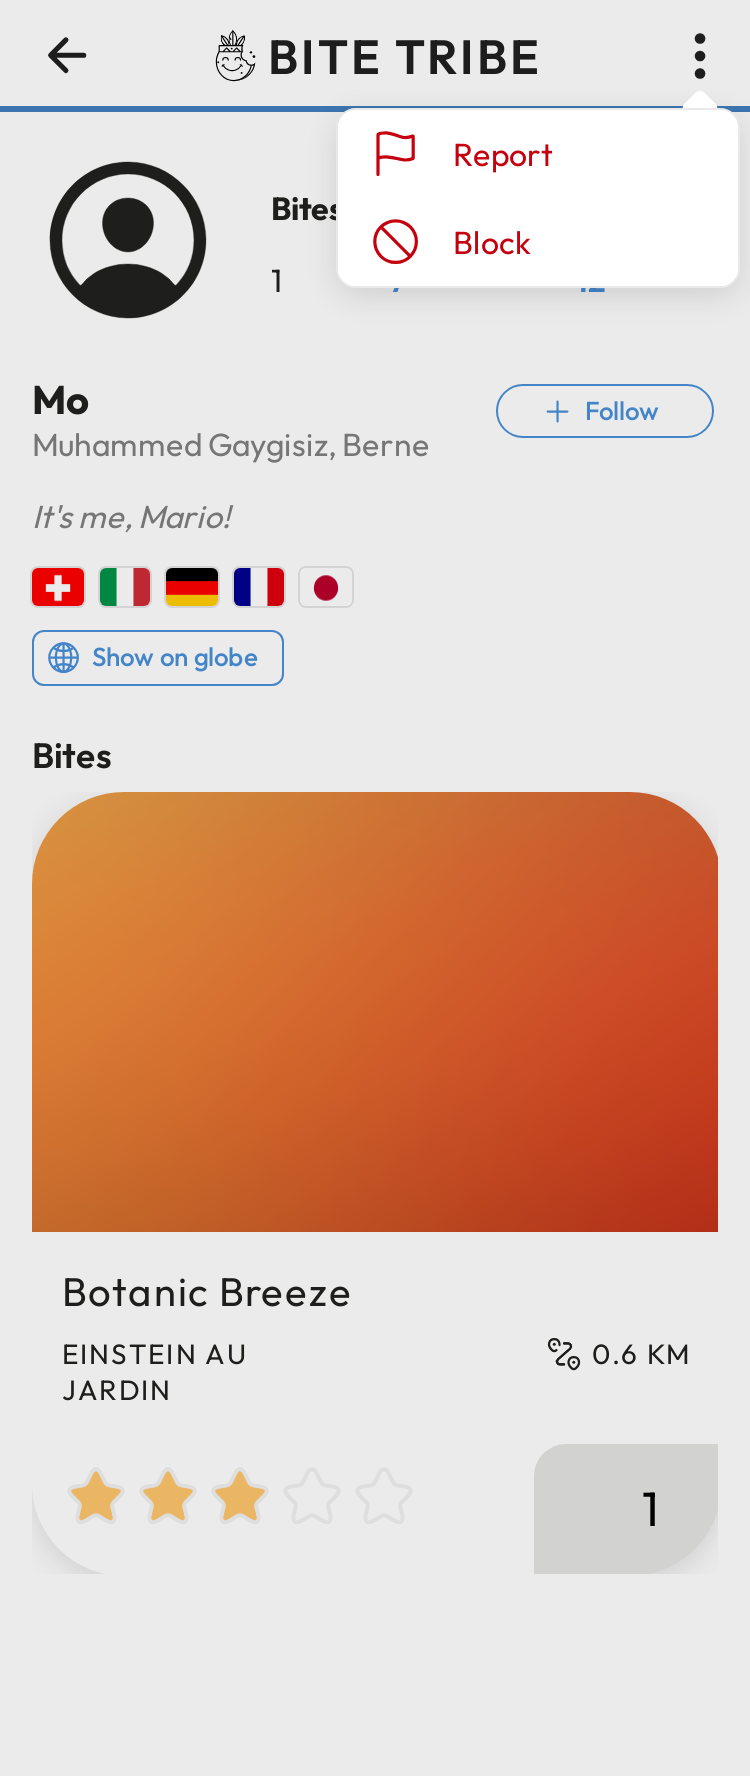 BITE TRIBE
Report
Block
Bites
1
Mo
Muhammed Gaygisiz, Berne
+ Follow
It's me, Mario!
Show on globe
Bites
Botanic Breeze
EINSTEIN AU
JARDIN
0.6 KM
1